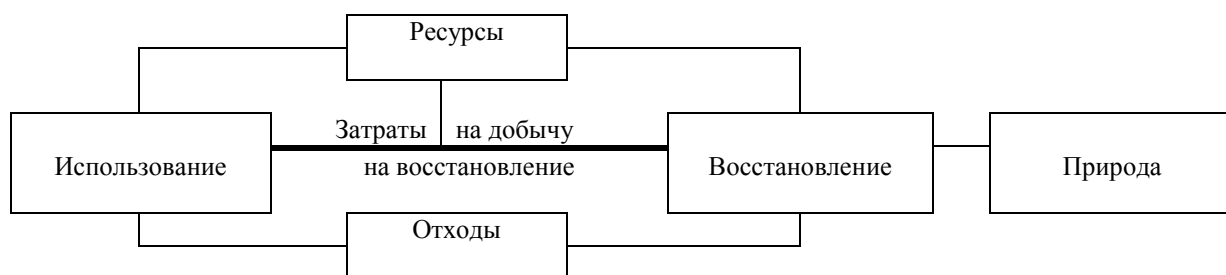 Ресурсы
Затраты на добычу
Использование
на восстановление
Восстановление
Природа
Отходы